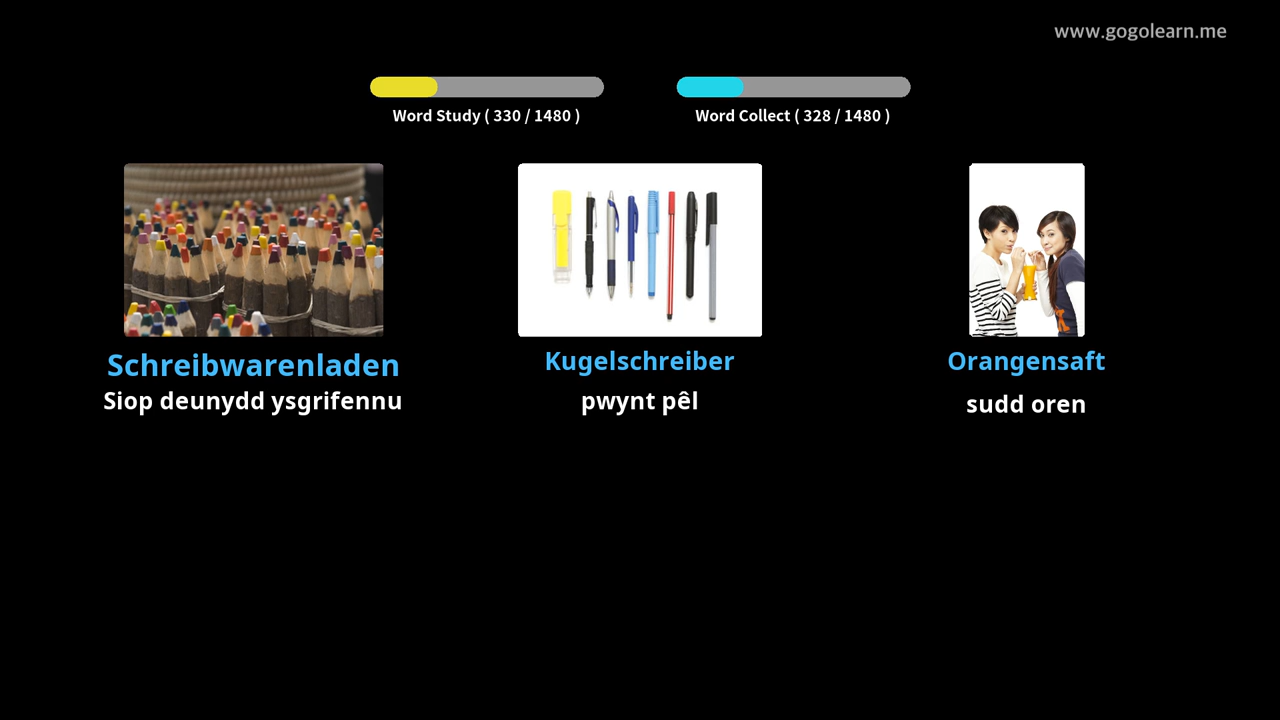 www.gogolearn.me
Word Study ( 330 / 1480 )
Word Collect ( 328 / 1480 )
Schreibwarenladen
Siop deunydd ysgrifennu
Kugelschreiber
pwynt pêl
Orangensaft
sudd oren